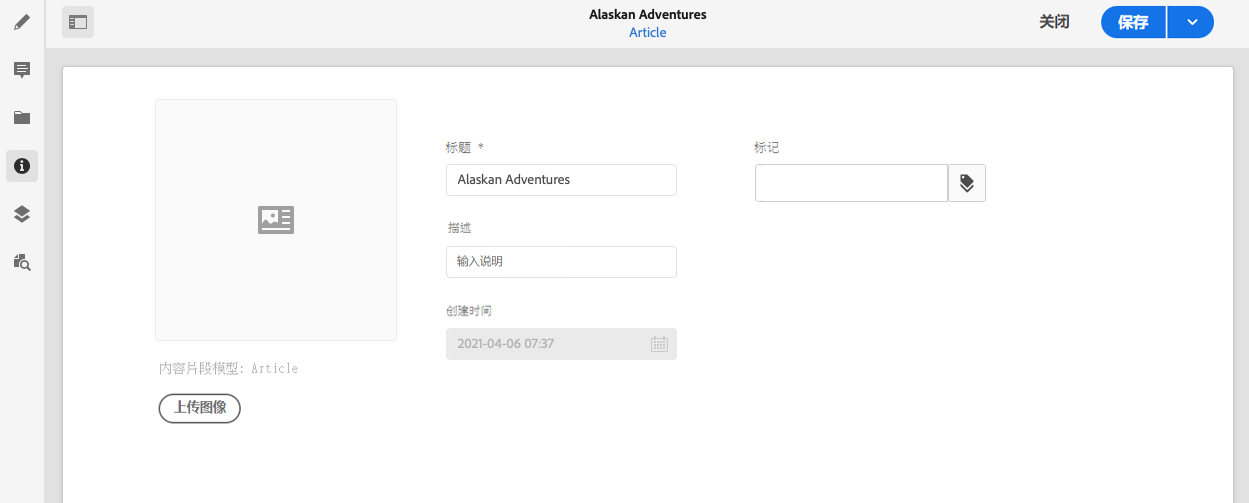 Alaskan Adventures
Article
关闭
保存
标题 *
Alaskan Adventures
标记
描述
输入说明
创建时间
2021-04-06 07:37
内容片段模型: Article
上传图像